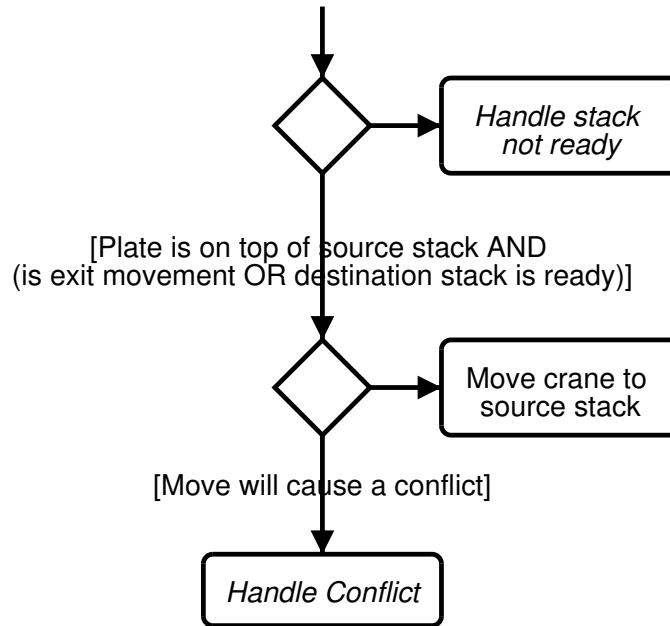 Handle stack
not ready
[Plate is on top of source stack AND
(is exit movement OR destination stack is ready)]
Move crane to
source stack
[Move will cause a conflict]
Handle Conflict